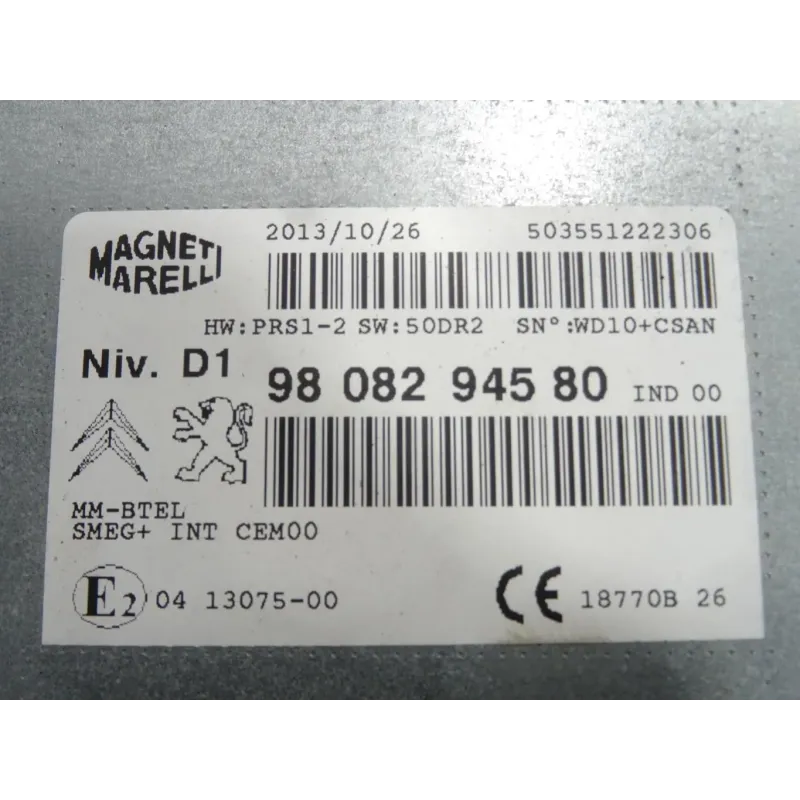 MAGNETI MARELLI
2013/10/26 503551222306
HW:PRS1-2 SW:50DR2 SN°:WD10+CSAN
Niv. D1 98 082 945 80 IND 00
MM-BTEL
SMEG+ INT CEM00
E2 04 13075-00 CE 18770B 26